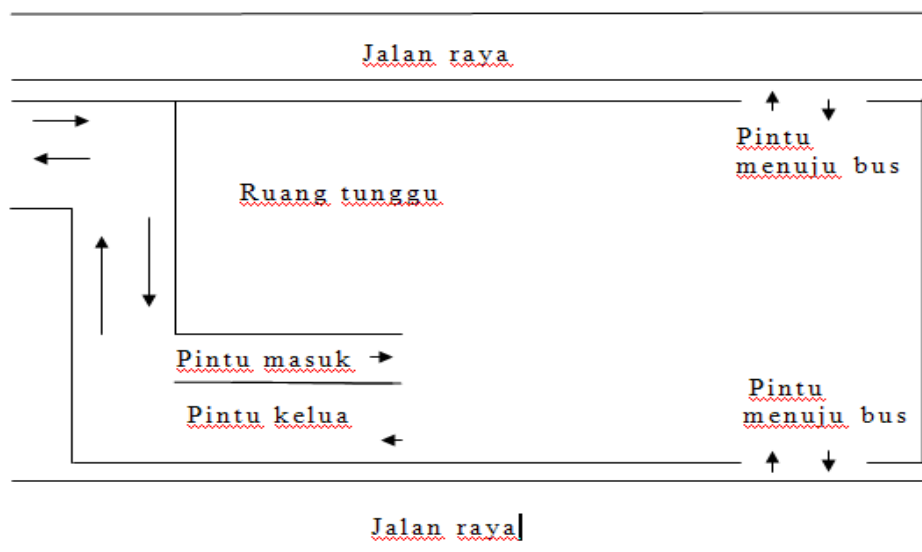 Jalan raya
Pintu
menuju bus
Ruang tunggu
Pintu masuk
Pintu kelua
Pintu
menuju bus
Jalan raya